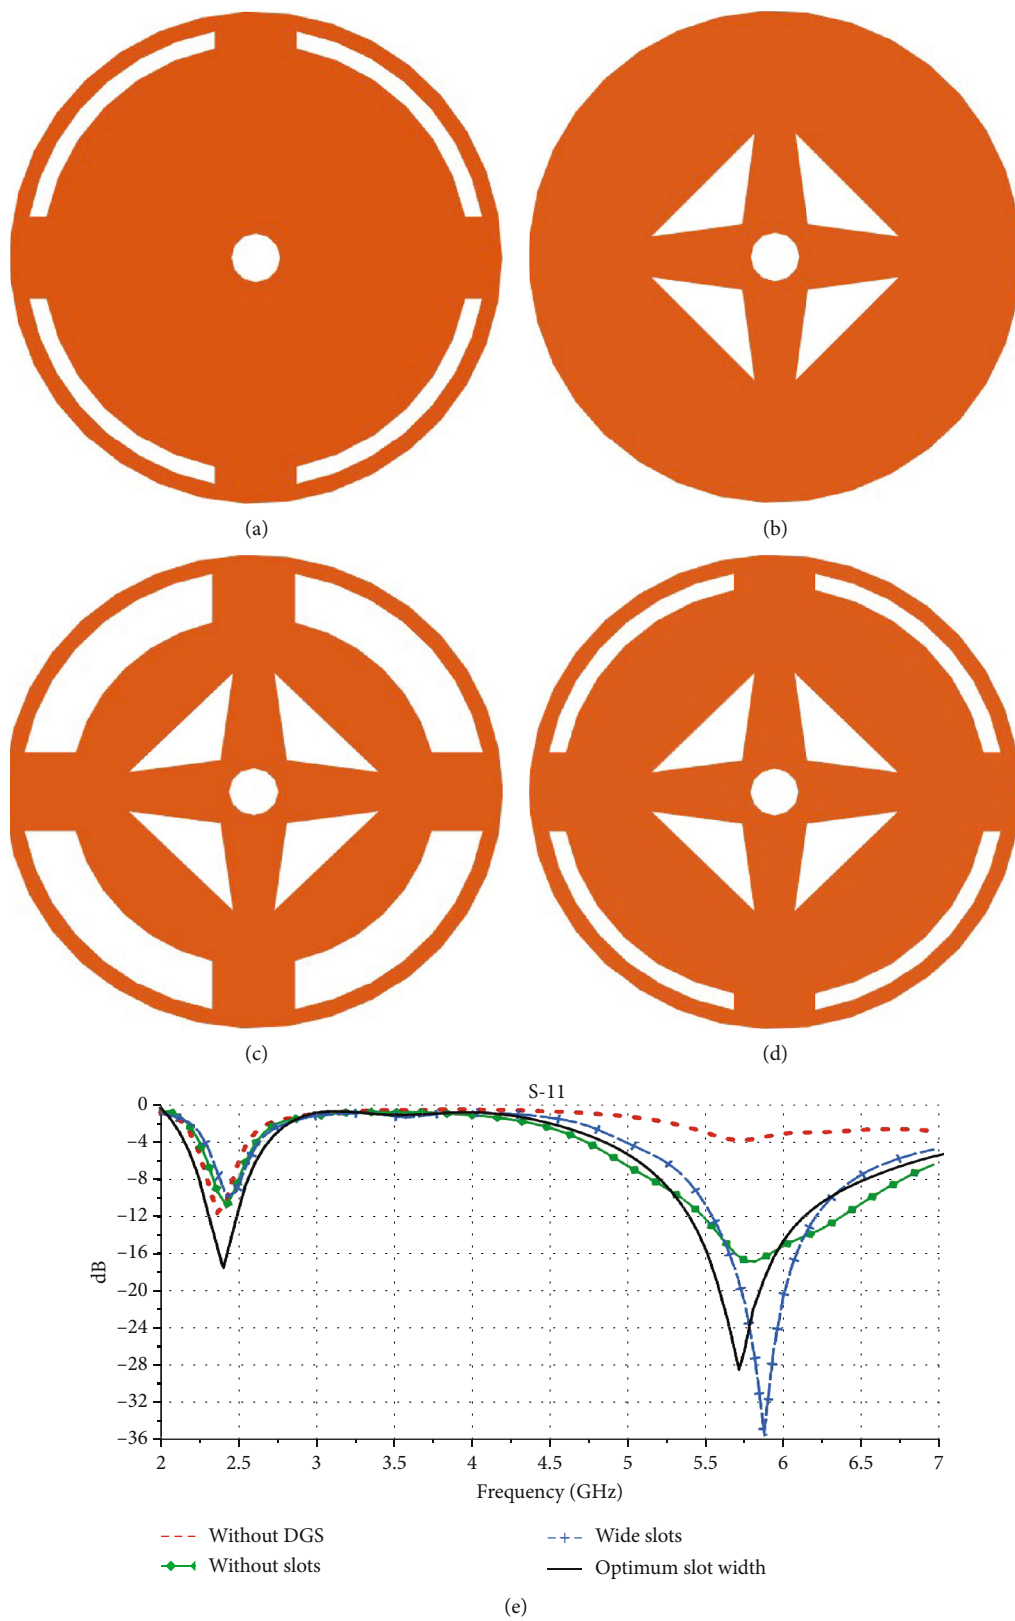 (a)
(b)
(c)
(d)
S-11
0
−4
−8
−12
−16
−20
−24
−28
−32
−36
dB
2
2.5
3
3.5
4
4.5
5
5.5
6
6.5
7
Frequency (GHz)
Without DGS
Without slots
Wide slots
Optimum slot width
(e)